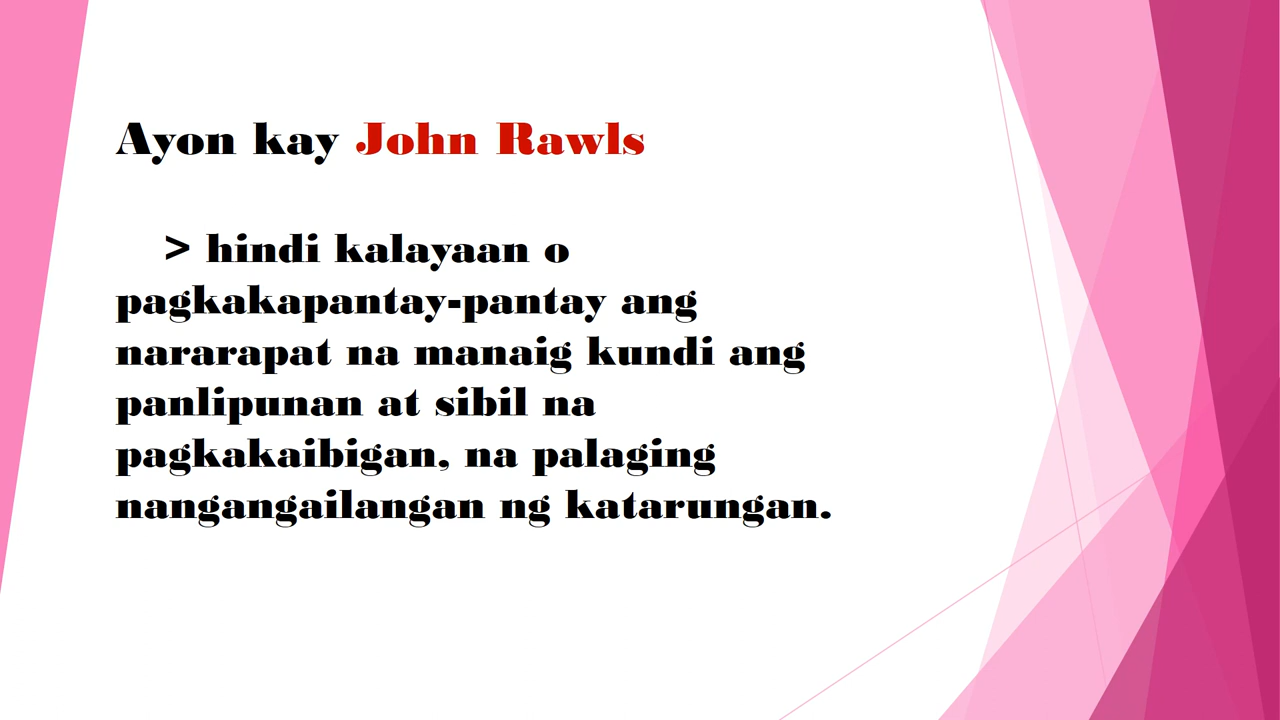 Ayon kay John Rawls
> hindi kalayaan o
pagkakapantay-pantay ang
nararapat na manaig kundi ang
panlipunan at sibil na
pagkakaibigan, na palaging
nangangailangan ng katarungan.